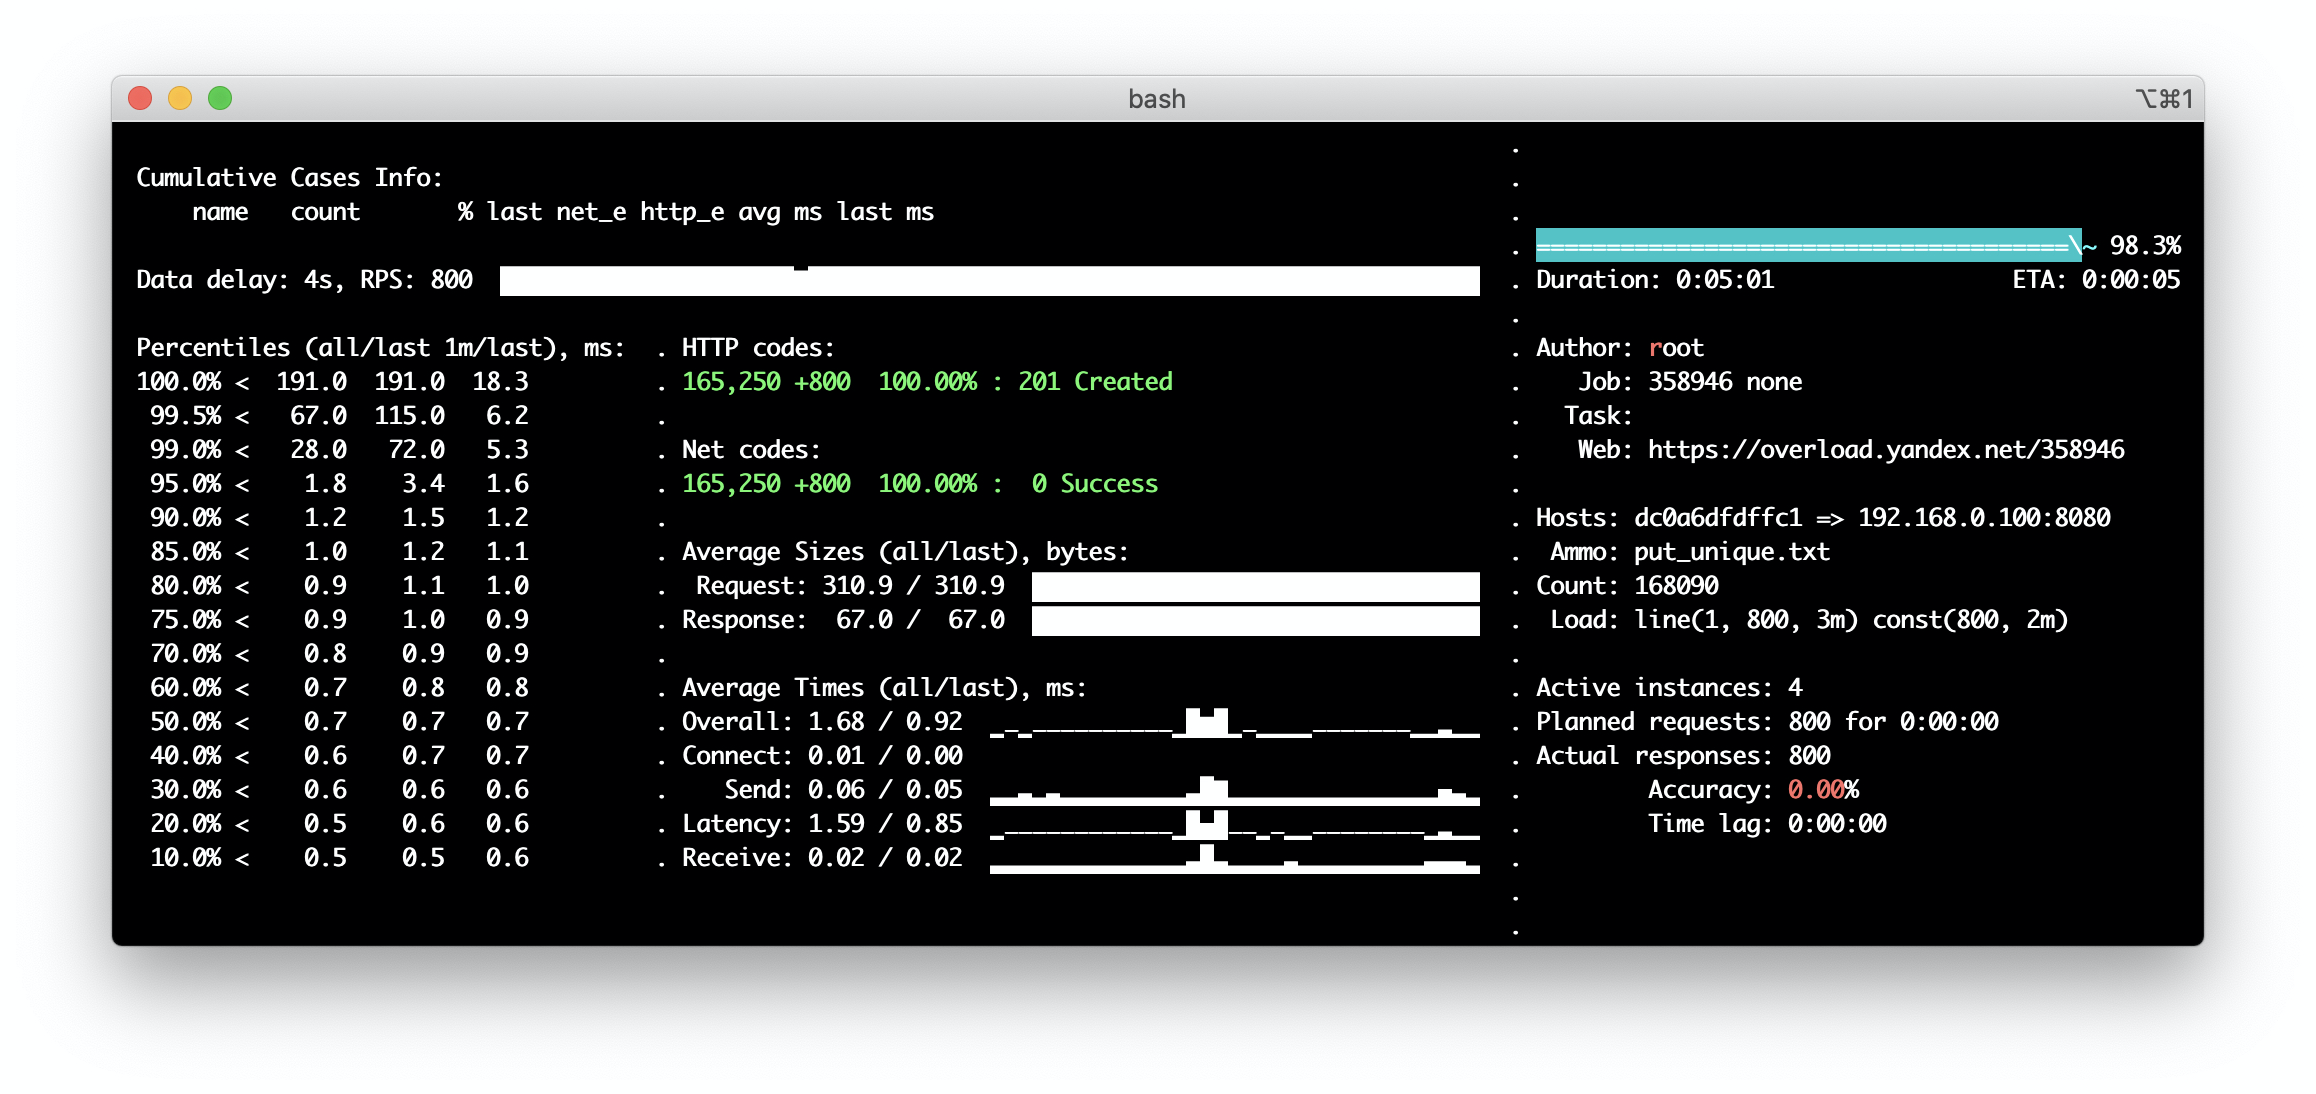 bash
⌥⌘1
Cumulative Cases Info:
name count % last net_e http_e avg ms last ms
Data delay: 4s, RPS: 800
Percentiles (all/last 1m/last), ms:
100.0% < 191.0 191.0 18.3
99.5% < 67.0 115.0 6.2
99.0% < 28.0 72.0 5.3
95.0% < 1.8 3.4 1.6
90.0% < 1.2 1.5 1.2
85.0% < 1.0 1.2 1.1
80.0% < 0.9 1.1 1.0
75.0% < 0.9 1.0 0.9
70.0% < 0.8 0.9 0.9
60.0% < 0.7 0.8 0.8
50.0% < 0.7 0.7 0.7
40.0% < 0.6 0.7 0.7
30.0% < 0.6 0.6 0.6
20.0% < 0.5 0.6 0.6
10.0% < 0.5 0.5 0.6
. HTTP codes:
. 165,250 +800 100.00% : 201 Created
.
. Net codes:
. 165,250 +800 100.00% : 0 Success
.
. Average Sizes (all/last), bytes:
. Request: 310.9 / 310.9
. Response: 67.0 / 67.0
.
. Average Times (all/last), ms:
. Overall: 1.68 / 0.92
. Connect: 0.01 / 0.00
. Send: 0.06 / 0.05
. Latency: 1.59 / 0.85
. Receive: 0.02 / 0.02
.
.
.
. ======================================\~ 98.3%
. Duration: 0:05:01 ETA: 0:00:05
.
. Author: root
. Job: 358946 none
. Task:
. Web: https://overload.yandex.net/358946
.
. Hosts: dc0a6dfdffc1 => 192.168.0.100:8080
. Ammo: put_unique.txt
. Count: 168090
. Load: line(1, 800, 3m) const(800, 2m)
.
. Active instances: 4
. Planned requests: 800 for 0:00:00
. Actual responses: 800
. Accuracy: 0.00%
. Time lag: 0:00:00
.
.
.